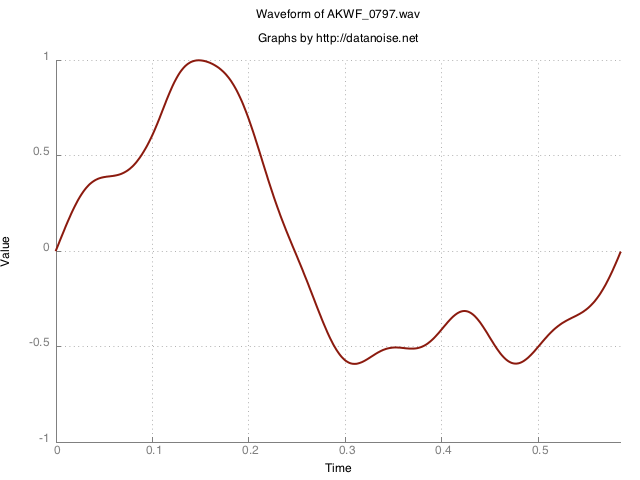 Waveform of AKWF_0797.wav
Graphs by http://datanoise.net
1
0.5
0
-0.5
-1
Value
0 0.1 0.2 0.3 0.4 0.5
Time